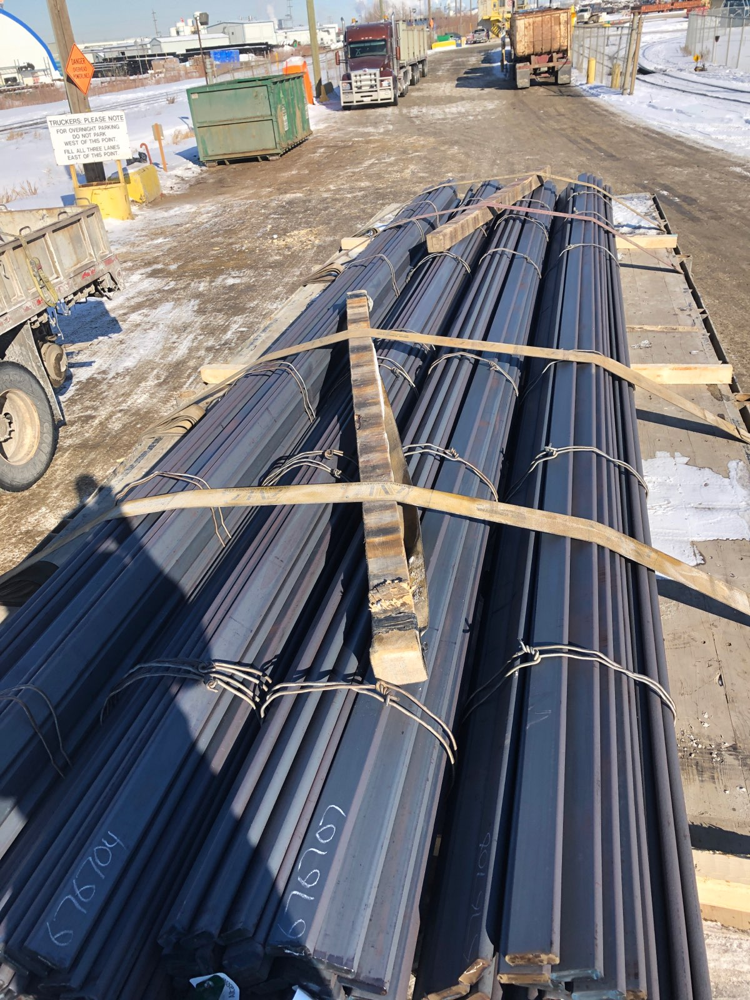 DANGER
OVERHEAD
POWERLINES
TRUCKERS: PLEASE NOTE
FOR OVERNIGHT PARKING
DO NOT PARK
WEST OF THIS POINT.
FILL ALL THREE LANES
EAST OF THIS POINT.
676704
676707